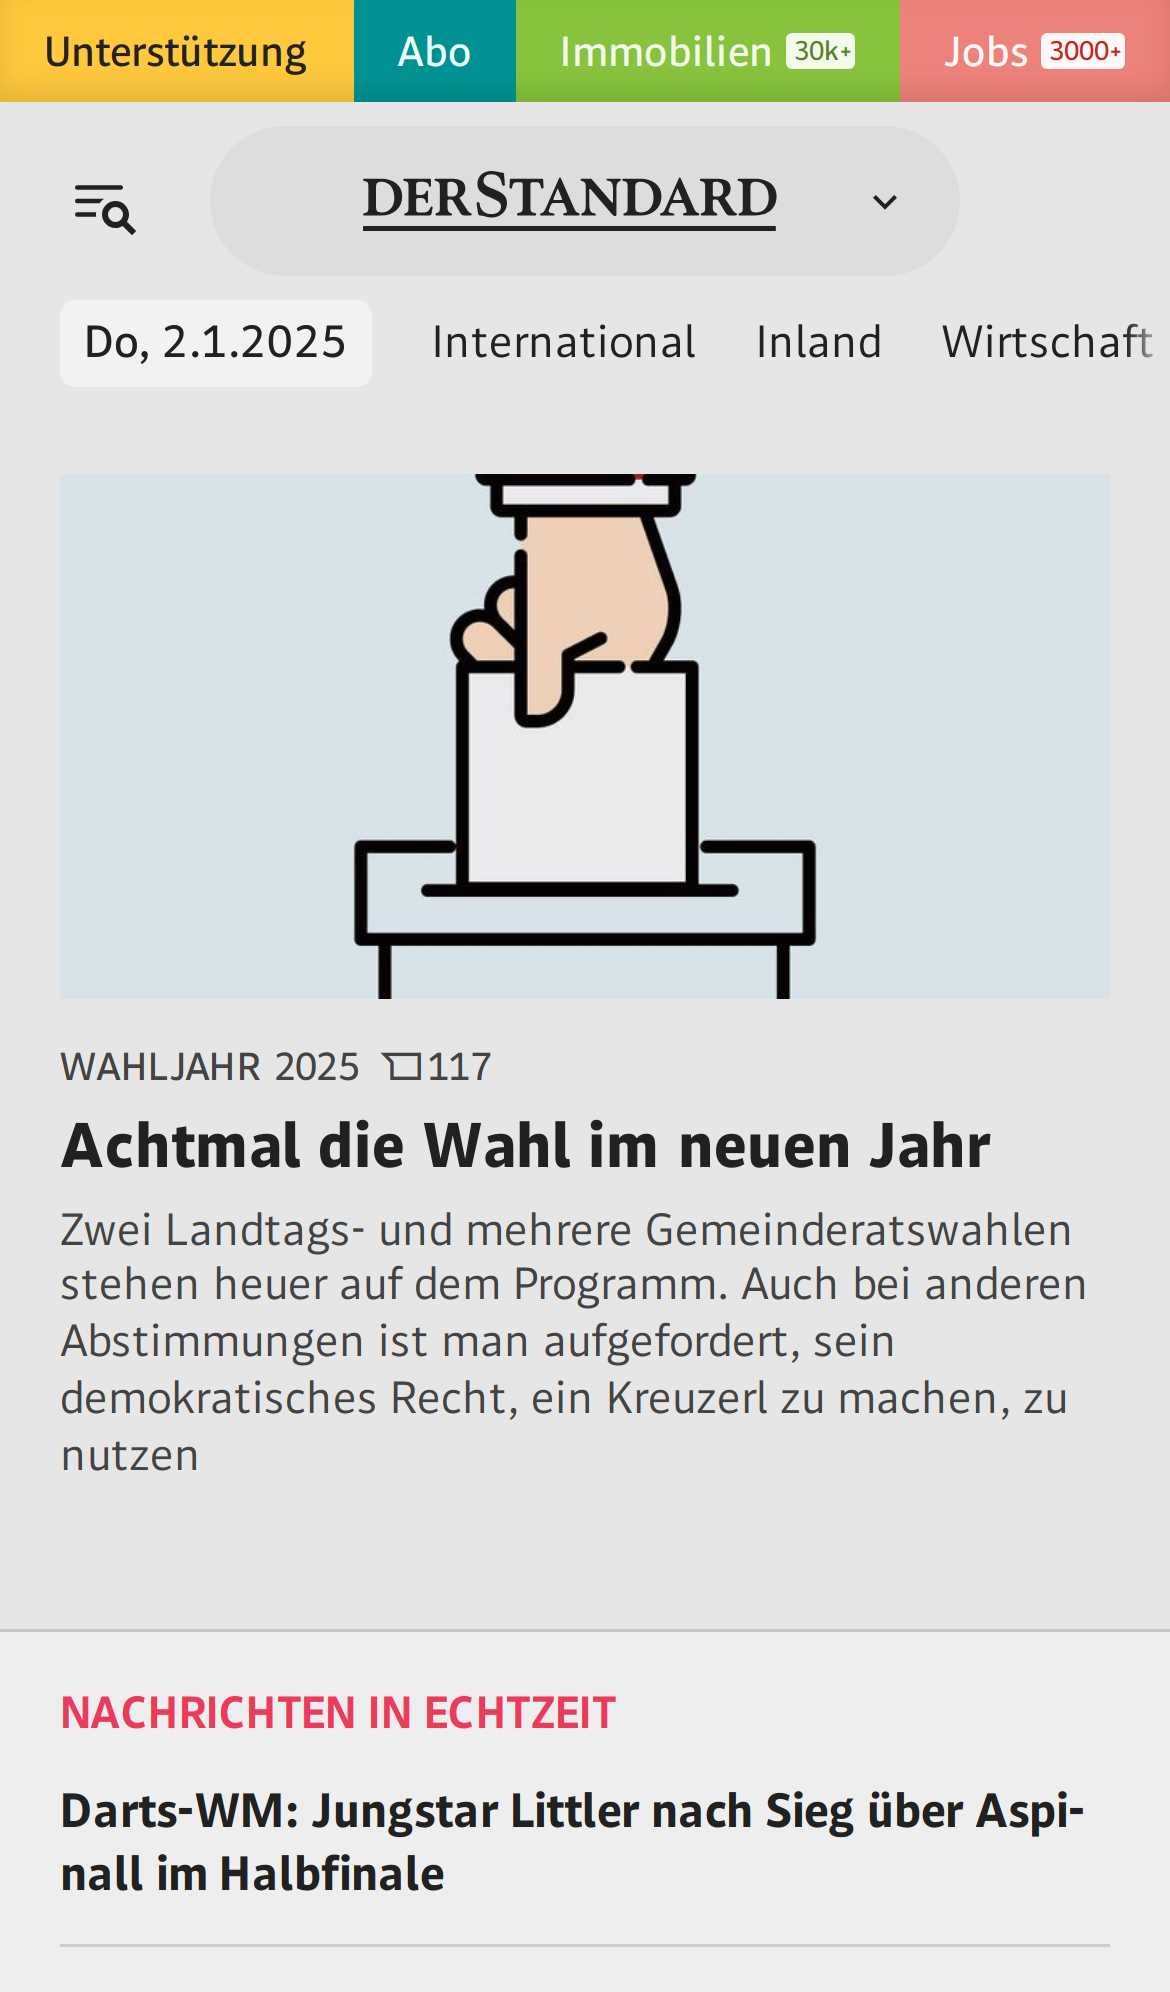 Unterstützung Abo Immobilien 30k+ Jobs 3000+
DERSTANDARD
Do, 2.1.2025 International Inland Wirtschaft
WAHLJAHR 2025 117
Achtmal die Wahl im neuen Jahr
Zwei Landtags- und mehrere Gemeinderatswahlen
stehen heuer auf dem Programm. Auch bei anderen
Abstimmungen ist man aufgefordert, sein
demokratisches Recht, ein Kreuzerl zu machen, zu
nutzen
NACHRICHTEN IN ECHTZEIT
Darts-WM: Jungstar Littler nach Sieg über Aspi-
nall im Halbfinale